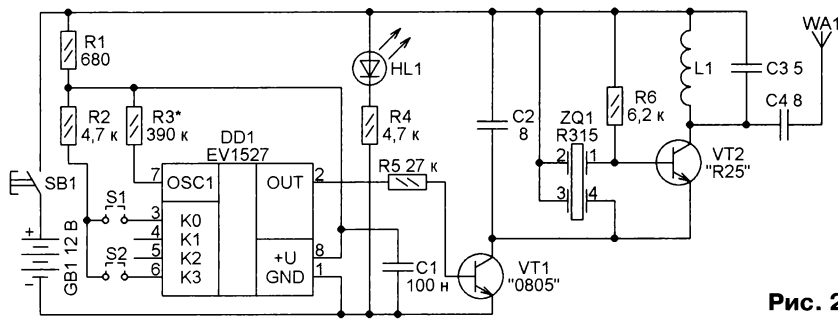 R1
680
R2
4,7 к
R3*
390 к
DD1
EV1527
SB1
S1
S2
GB1 12 В
+
−
7
OSC1
3
K0
4
K1
5
K2
6
K3
OUT
2
+U
8
GND
1
HL1
R4
4,7 к
R5 27 к
C1
100 н
C2
8
ZQ1
R315
2
1
3
4
R6
6,2 к
L1
C3 5
C4 8
WA1
VT2
"R25"
VT1
"0805"
Рис. 2